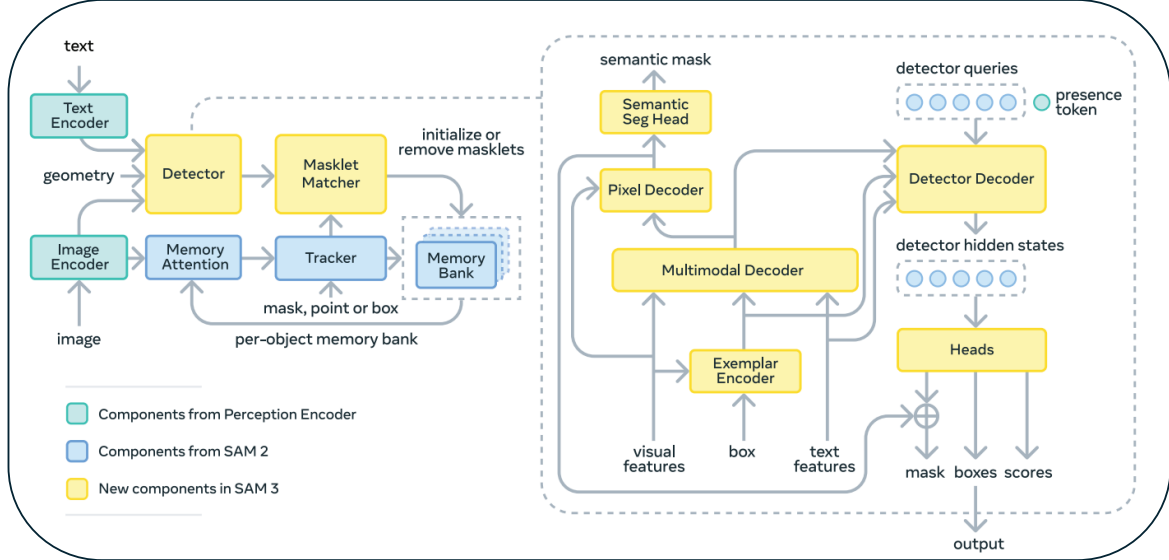 text
Text
Encoder
geometry
Detector
Masklet
Matcher
initialize or
remove masklets
Image
Encoder
Memory
Attention
Tracker
Memory
Bank
mask, point or box
image
per-object memory bank
Components from Perception Encoder
Components from SAM 2
New components in SAM 3
semantic mask
Semantic
Seg Head
detector queries
presence
token
Pixel Decoder
Detector Decoder
Multimodal Decoder
detector hidden states
Exemplar
Encoder
Heads
visual
features
box
text
features
mask
boxes
scores
output